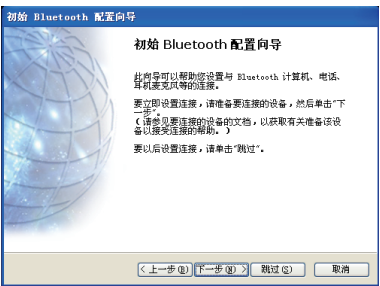 初始 Bluetooth 配置向导
初始 Bluetooth 配置向导
此向导可以帮助您设置与 Bluetooth 计算机、电话、
耳机麦克风等的连接。
要立即设置连接，请准备要连接的设备，然后单击“下
一步”。
(请参见要连接的设备的文档，以获取有关准备该设
备以接受连接的帮助。)
要以后设置连接，请单击“跳过”。
<上一步(B) 下一步(N)> 跳过(S) 取消